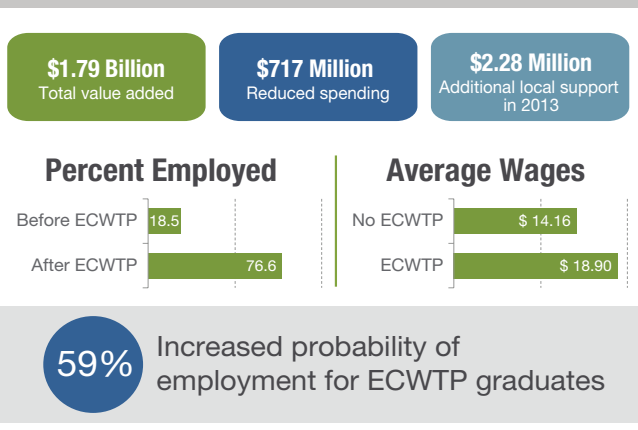 $1.79 Billion
Total value added
$717 Million
Reduced spending
$2.28 Million
Additional local support
in 2013
Percent Employed
Before ECWTP 18.5
After ECWTP 76.6
Average Wages
No ECWTP $ 14.16
ECWTP $ 18.90
59%
Increased probability of
employment for ECWTP graduates